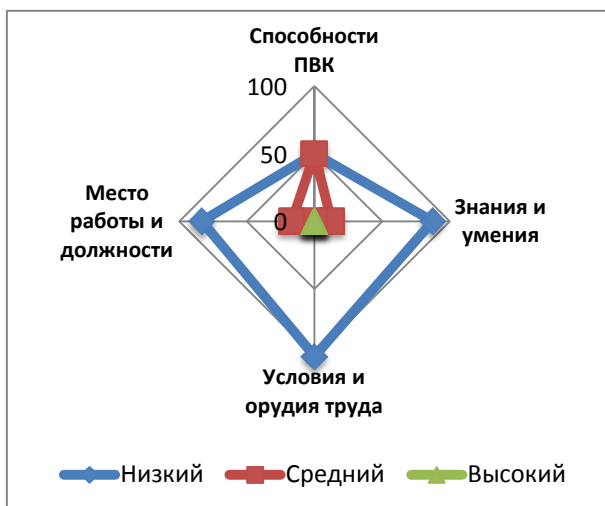 Способности
ПВК
100
50
0
Место
работы и
должности
Знания и
умения
Условия и
орудия труда
Низкий
Средний
Высокий